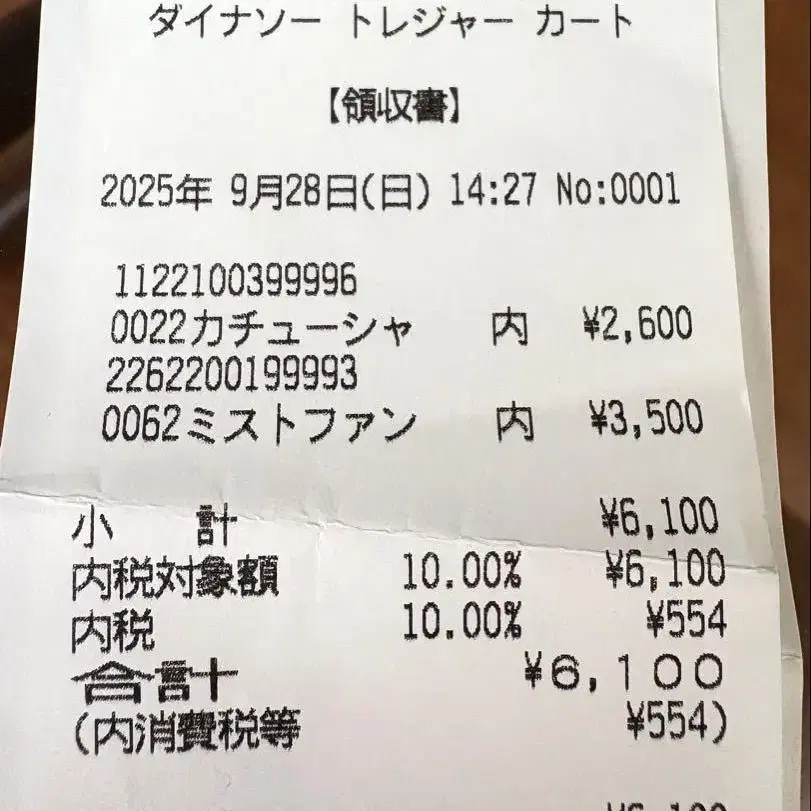 ダイナソー トレジャー カート
【領収書】
2025年 9月28日(日) 14:27 No:0001
1122100399996
0022カチューシャ 内 ¥2,600
2262200199993
0062ミストファン 内 ¥3,500
小 計 ¥6,100
内税対象額 10.00% ¥6,100
内税 10.00% ¥554
合計 ¥6,100
(内消費税等 ¥554)